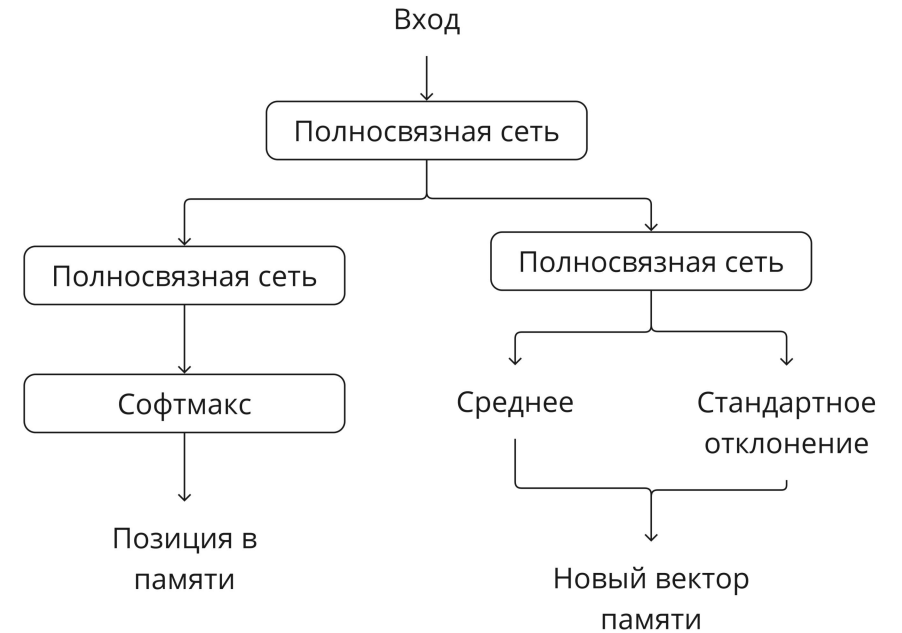 Вход
Полносвязная сеть
Полносвязная сеть
Полносвязная сеть
Софтмакс
Среднее
Стандартное
отклонение
Позиция в
памяти
Новый вектор
памяти